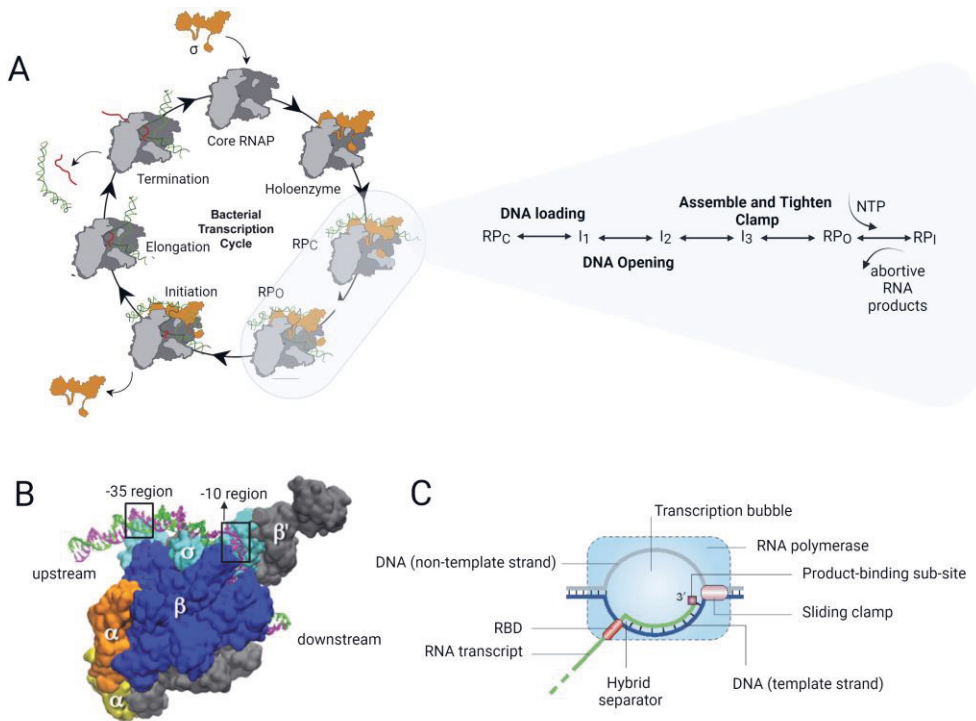 A
σ
Core RNAP
Holoenzyme
RPC
RPO
Initiation
Elongation
Termination
Bacterial
Transcription
Cycle
DNA loading
Assemble and Tighten
Clamp
NTP
RPC I1 I2 I3 RPO RPI
DNA Opening
abortive
RNA
products
B
-35 region
-10 region
β'
σ
upstream
β
α
downstream
α
C
Transcription bubble
RNA polymerase
DNA (non-template strand)
Product-binding sub-site
3′
Sliding clamp
RBD
RNA transcript
Hybrid
separator
DNA (template strand)